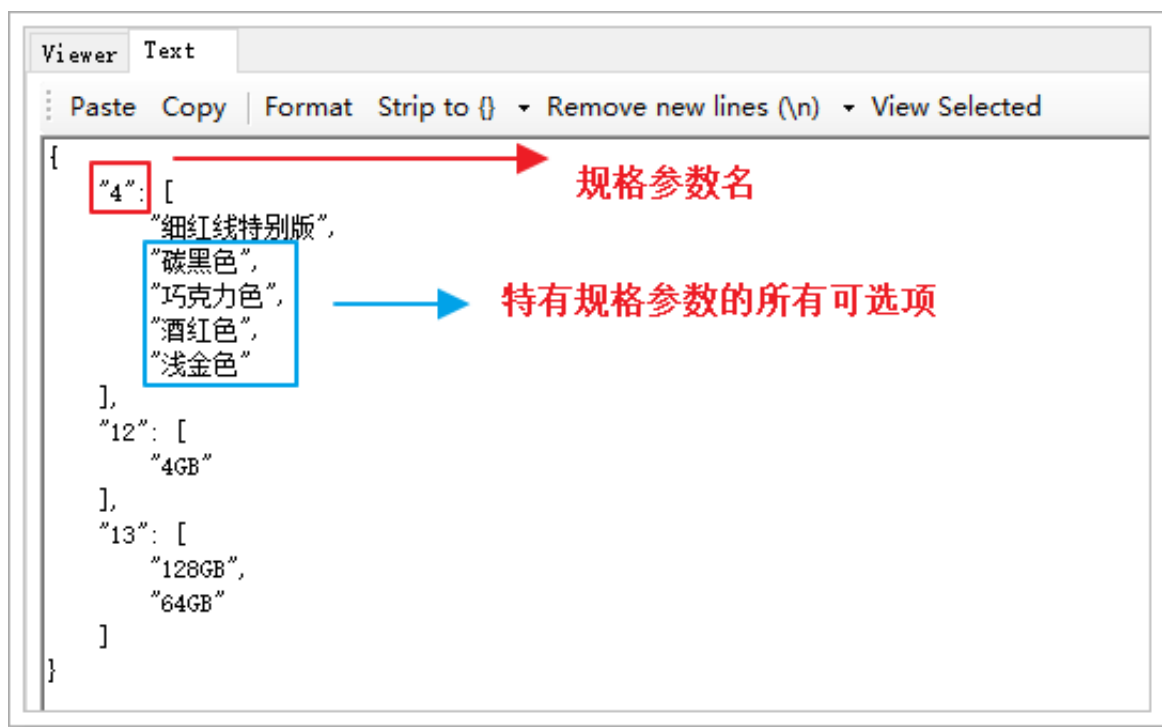 Viewer Text
Paste Copy Format Strip to {} Remove new lines (\n) View Selected
{
"4": [
规格参数名
"细红线特别版",
"碳黑色",
"巧克力色",
特有规格参数的所有可选项
"酒红色",
"浅金色"
],
"12": [
"4GB"
],
"13": [
"128GB",
"64GB"
]
}